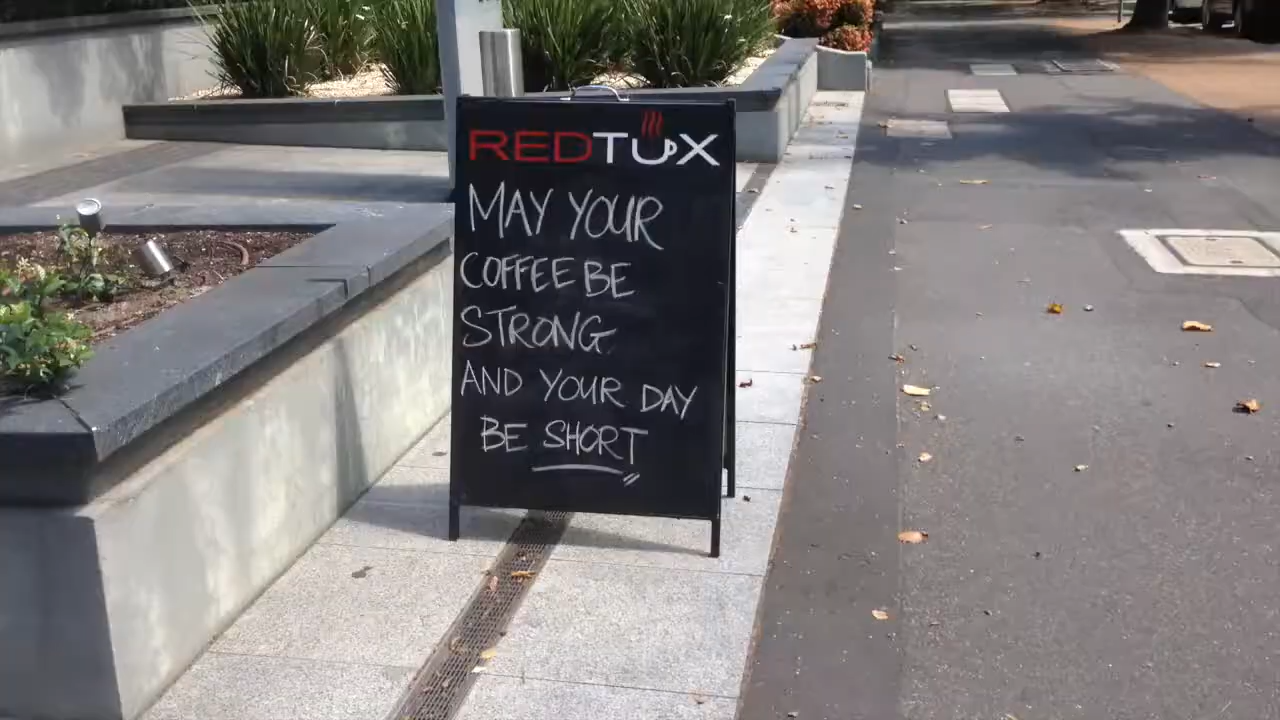 REDTUX
MAY YOUR
COFFEE BE
STRONG
AND YOUR DAY
BE SHORT